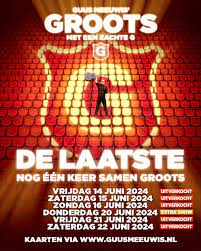 GUUS MEEUWIS'
GROOTS
MET EEN ZACHTE G
G
DE LAATSTE
NOG ÉÉN KEER SAMEN GROOTS
VRIJDAG 14 JUNI 2024 UITVERKOCHT
ZATERDAG 15 JUNI 2024 UITVERKOCHT
ZONDAG 16 JUNI 2024 UITVERKOCHT
DONDERDAG 20 JUNI 2024 EXTRA SHOW
VRIJDAG 21 JUNI 2024 UITVERKOCHT
ZATERDAG 22 JUNI 2024 UITVERKOCHT
KAARTEN VIA WWW.GUUSMEEUWIS.NL